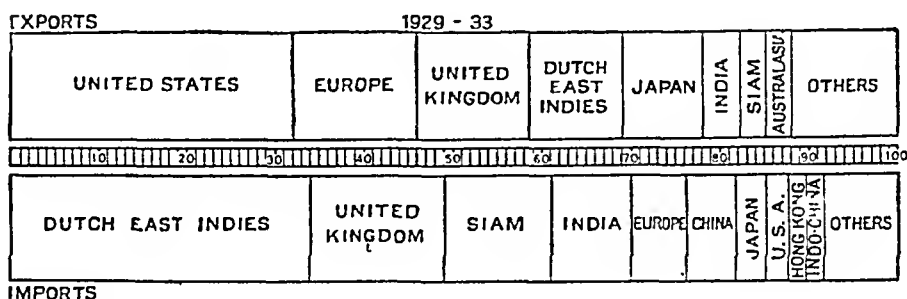 EXPORTS
1929 - 33
UNITED STATES
EUROPE
UNITED
KINGDOM
DUTCH
EAST
INDIES
JAPAN
INDIA
SIAM
AUSTRALASIA
OTHERS
10 20 30 40 50 60 70 80 90 100
DUTCH EAST INDIES
UNITED
KINGDOM
SIAM
INDIA
EUROPE
CHINA
JAPAN
U. S. A.
HONG KONG
INDO-CHINA
OTHERS
IMPORTS